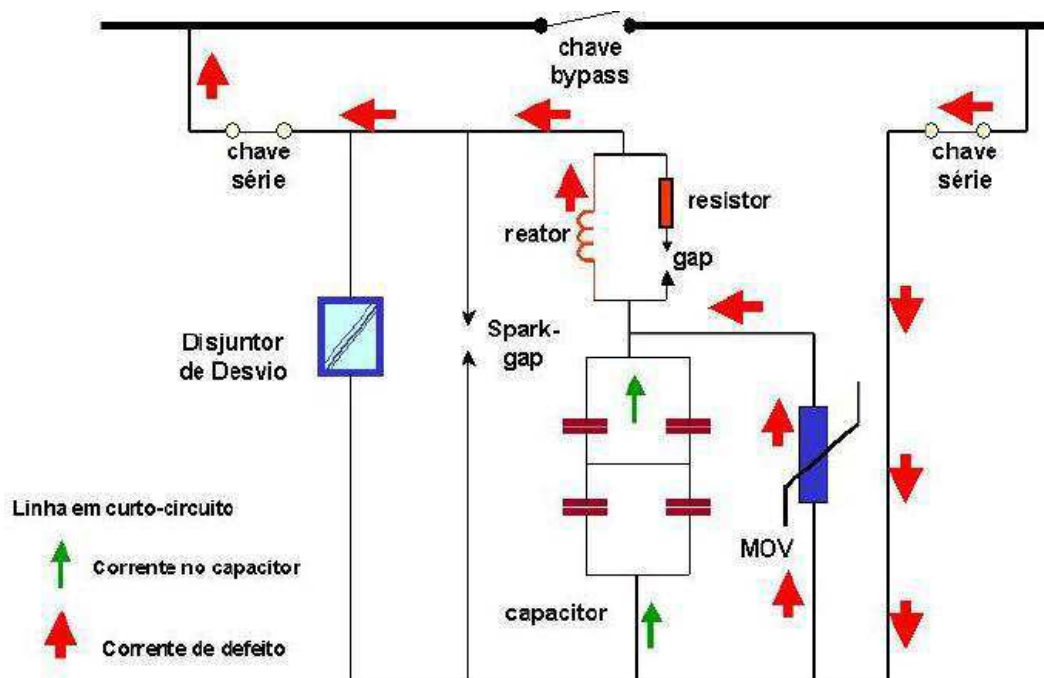 chave
bypass
chave
série
chave
série
resistor
reator
gap
Disjuntor
de Desvio
Spark-
gap
Linha em curto-circuito
Corrente no capacitor
MOV
capacitor
Corrente de defeito